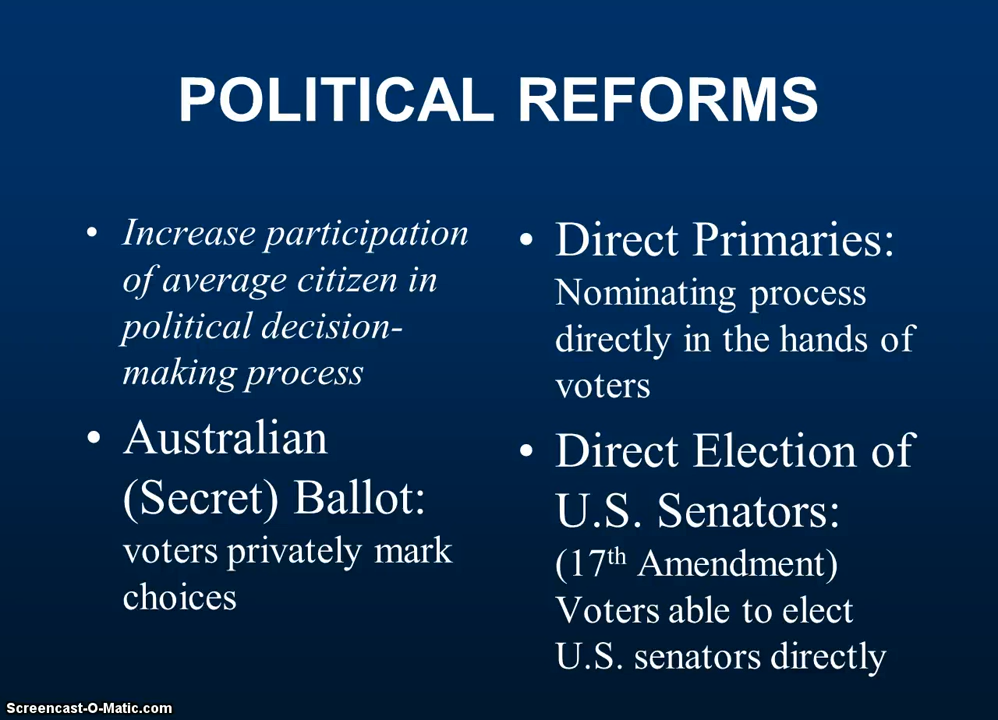 POLITICAL REFORMS
• Increase participation
of average citizen in
political decision-
making process
• Australian
(Secret) Ballot:
voters privately mark
choices
• Direct Primaries:
Nominating process
directly in the hands of
voters
• Direct Election of
U.S. Senators:
(17th Amendment)
Voters able to elect
U.S. senators directly
Screencast-O-Matic.com